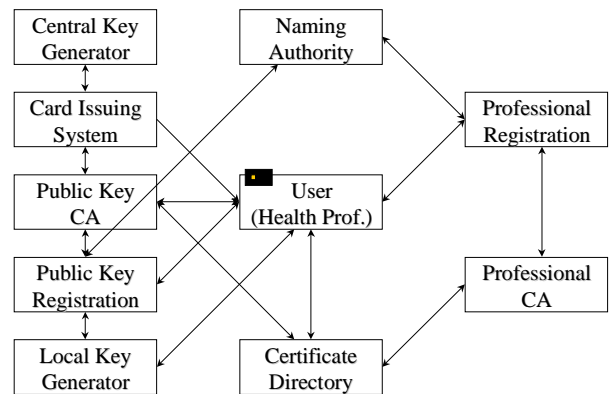 Central Key
Generator
Naming
Authority
Card Issuing
System
Professional
Registration
Public Key
CA
User
(Health Prof.)
Public Key
Registration
Professional
CA
Local Key
Generator
Certificate
Directory